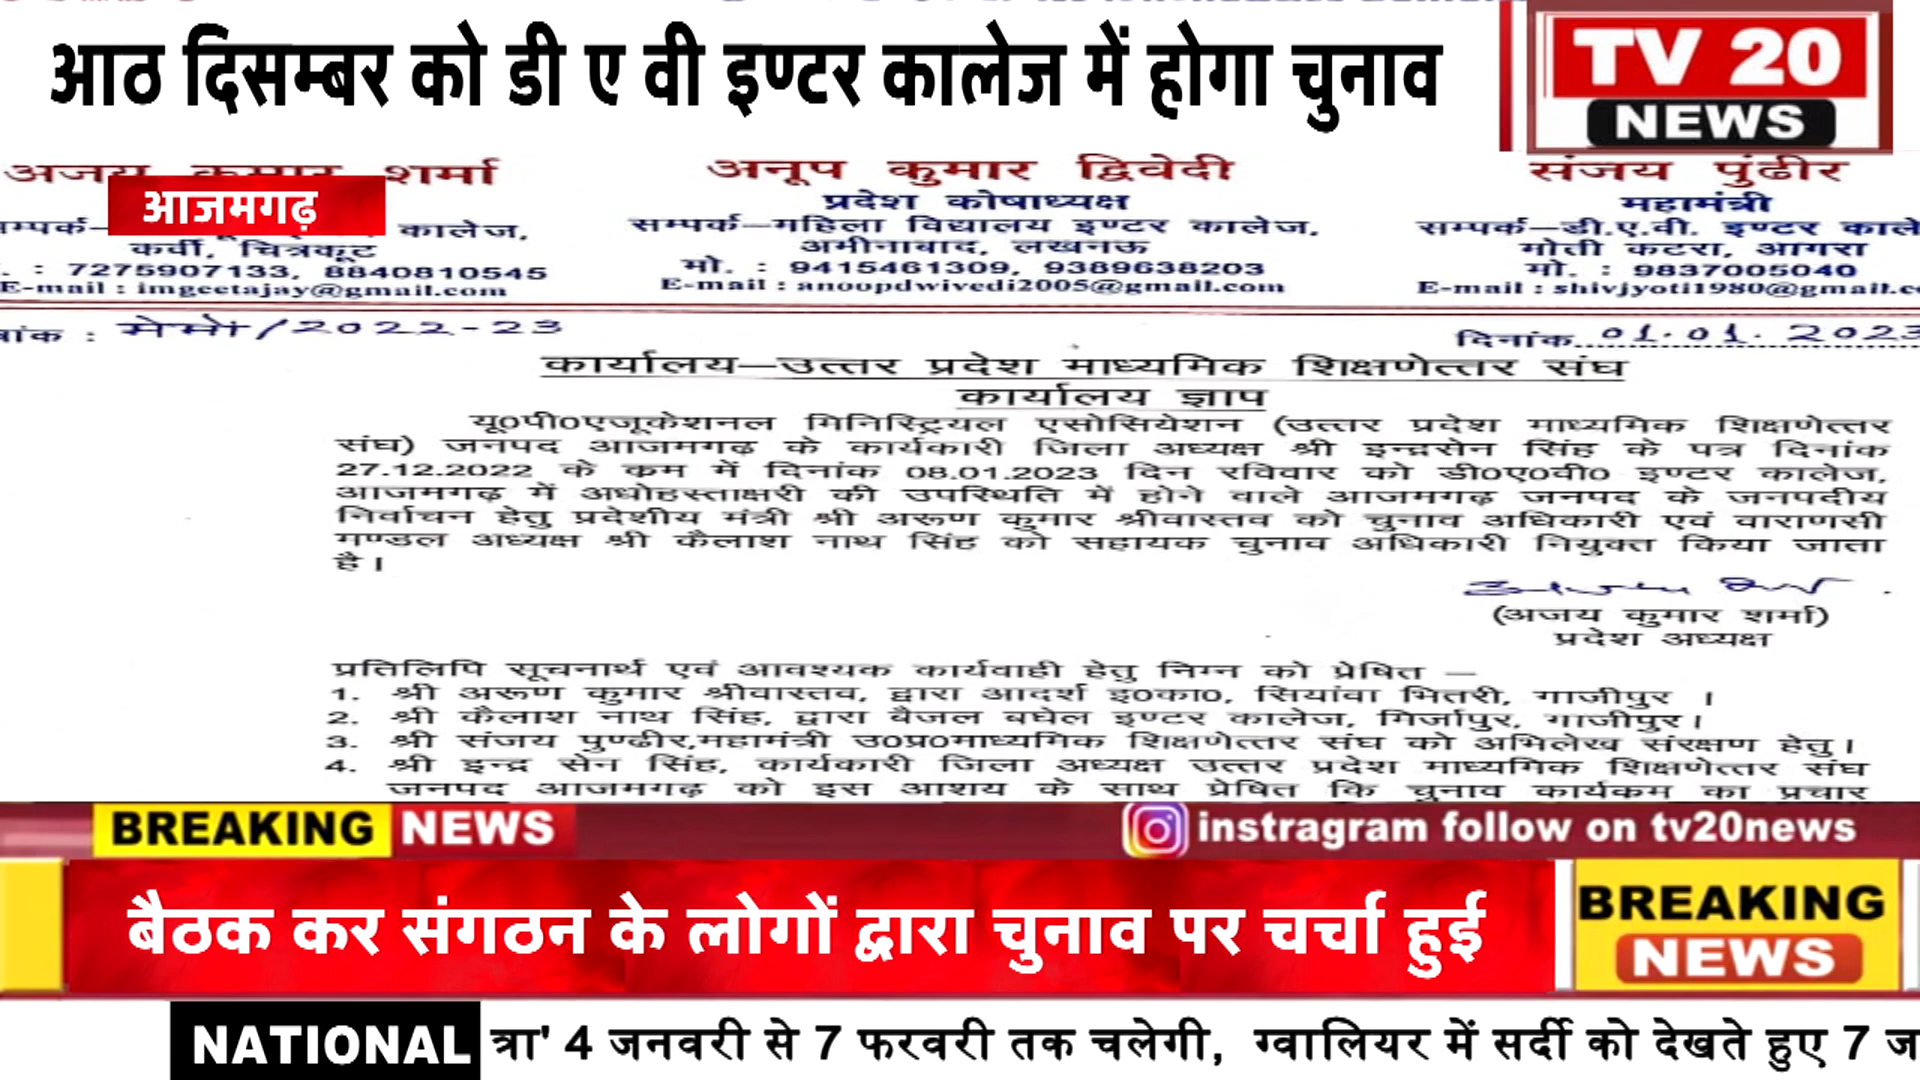 आठ दिसम्बर को डी ए वी इण्टर कालेज में होगा चुनाव
TV 20
NEWS
अजय कुमार शर्मा
अनूप कुमार द्विवेदी
संजय पुंढीर
आजमगढ़
प्रदेश कोषाध्यक्ष
महामंत्री
कालेज,
सम्पर्क–महिला विद्यालय इण्टर कालेज,
सम्पर्क–डी.ए.वी. इण्टर काले
कर्वी, चित्रकूट
अमीनाबाद, लखनऊ
मोती कटरा, आगरा
: 7275907133, 8840810545
मो. : 9415461309, 9389638203
मो. : 9837005040
E-mail : imgeetajay@gmail.com
E-mail : anoopdwivedi2005@gmail.com
E-mail : shivjyoti1980@gmail.co
मेमो/2022-23
दिनांक..01.01.2023
कार्यालय–उत्तर प्रदेश माध्यमिक शिक्षणेत्तर संघ
कार्यालय ज्ञाप
यू0पी0एजूकेशनल मिनिस्ट्रियल एसोसियेशन (उत्तर प्रदेश माध्यमिक शिक्षणेत्तर
संघ) जनपद आजमगढ़ के कार्यकारी जिला अध्यक्ष श्री इन्द्रसेन सिंह के पत्र दिनांक
27.12.2022 के कम में दिनांक 08.01.2023 दिन रविवार को डी0ए0वी0 इण्टर कालेज,
आजमगढ़ में अधोहस्ताक्षरी की उपस्थिति में होने वाले आजमगढ़ जनपद के जनपदीय
निर्वाचन हेतु प्रदेशीय मंत्री श्री अरूण कुमार श्रीवास्तव को चुनाव अधिकारी एवं वाराणसी
मण्डल अध्यक्ष श्री कैलाश नाथ सिंह को सहायक चुनाव अधिकारी नियुक्त किया जाता
है।
(अजय कुमार शर्मा)
प्रदेश अध्यक्ष
प्रतिलिपि सूचनार्थ एवं आवश्यक कार्यवाही हेतु निम्न को प्रेषित –
1. श्री अरूण कुमार श्रीवास्तव, द्वारा आदर्श इ0का0, सियांवा भितरी, गाजीपुर ।
2. श्री कैलाश नाथ सिंह, द्वारा बैजल बघेल इण्टर कालेज, मिर्जापुर, गाजीपुर।
3. श्री संजय पुण्ढीर,महामंत्री उ0प्र0माध्यमिक शिक्षणेत्तर संघ को अभिलेख संरक्षण हेतु।
4. श्री इन्द्र सेन सिंह, कार्यकारी जिला अध्यक्ष उत्तर प्रदेश माध्यमिक शिक्षणेत्तर संघ
जनपद आजमगढ़ को इस आशय के साथ प्रेषित कि चुनाव कार्यकम का प्रचार
BREAKING NEWS
instragram follow on tv20news
बैठक कर संगठन के लोगों द्वारा चुनाव पर चर्चा हुई
BREAKING
NEWS
NATIONAL त्रा' 4 जनवरी से 7 फरवरी तक चलेगी, ग्वालियर में सर्दी को देखते हुए 7 ज